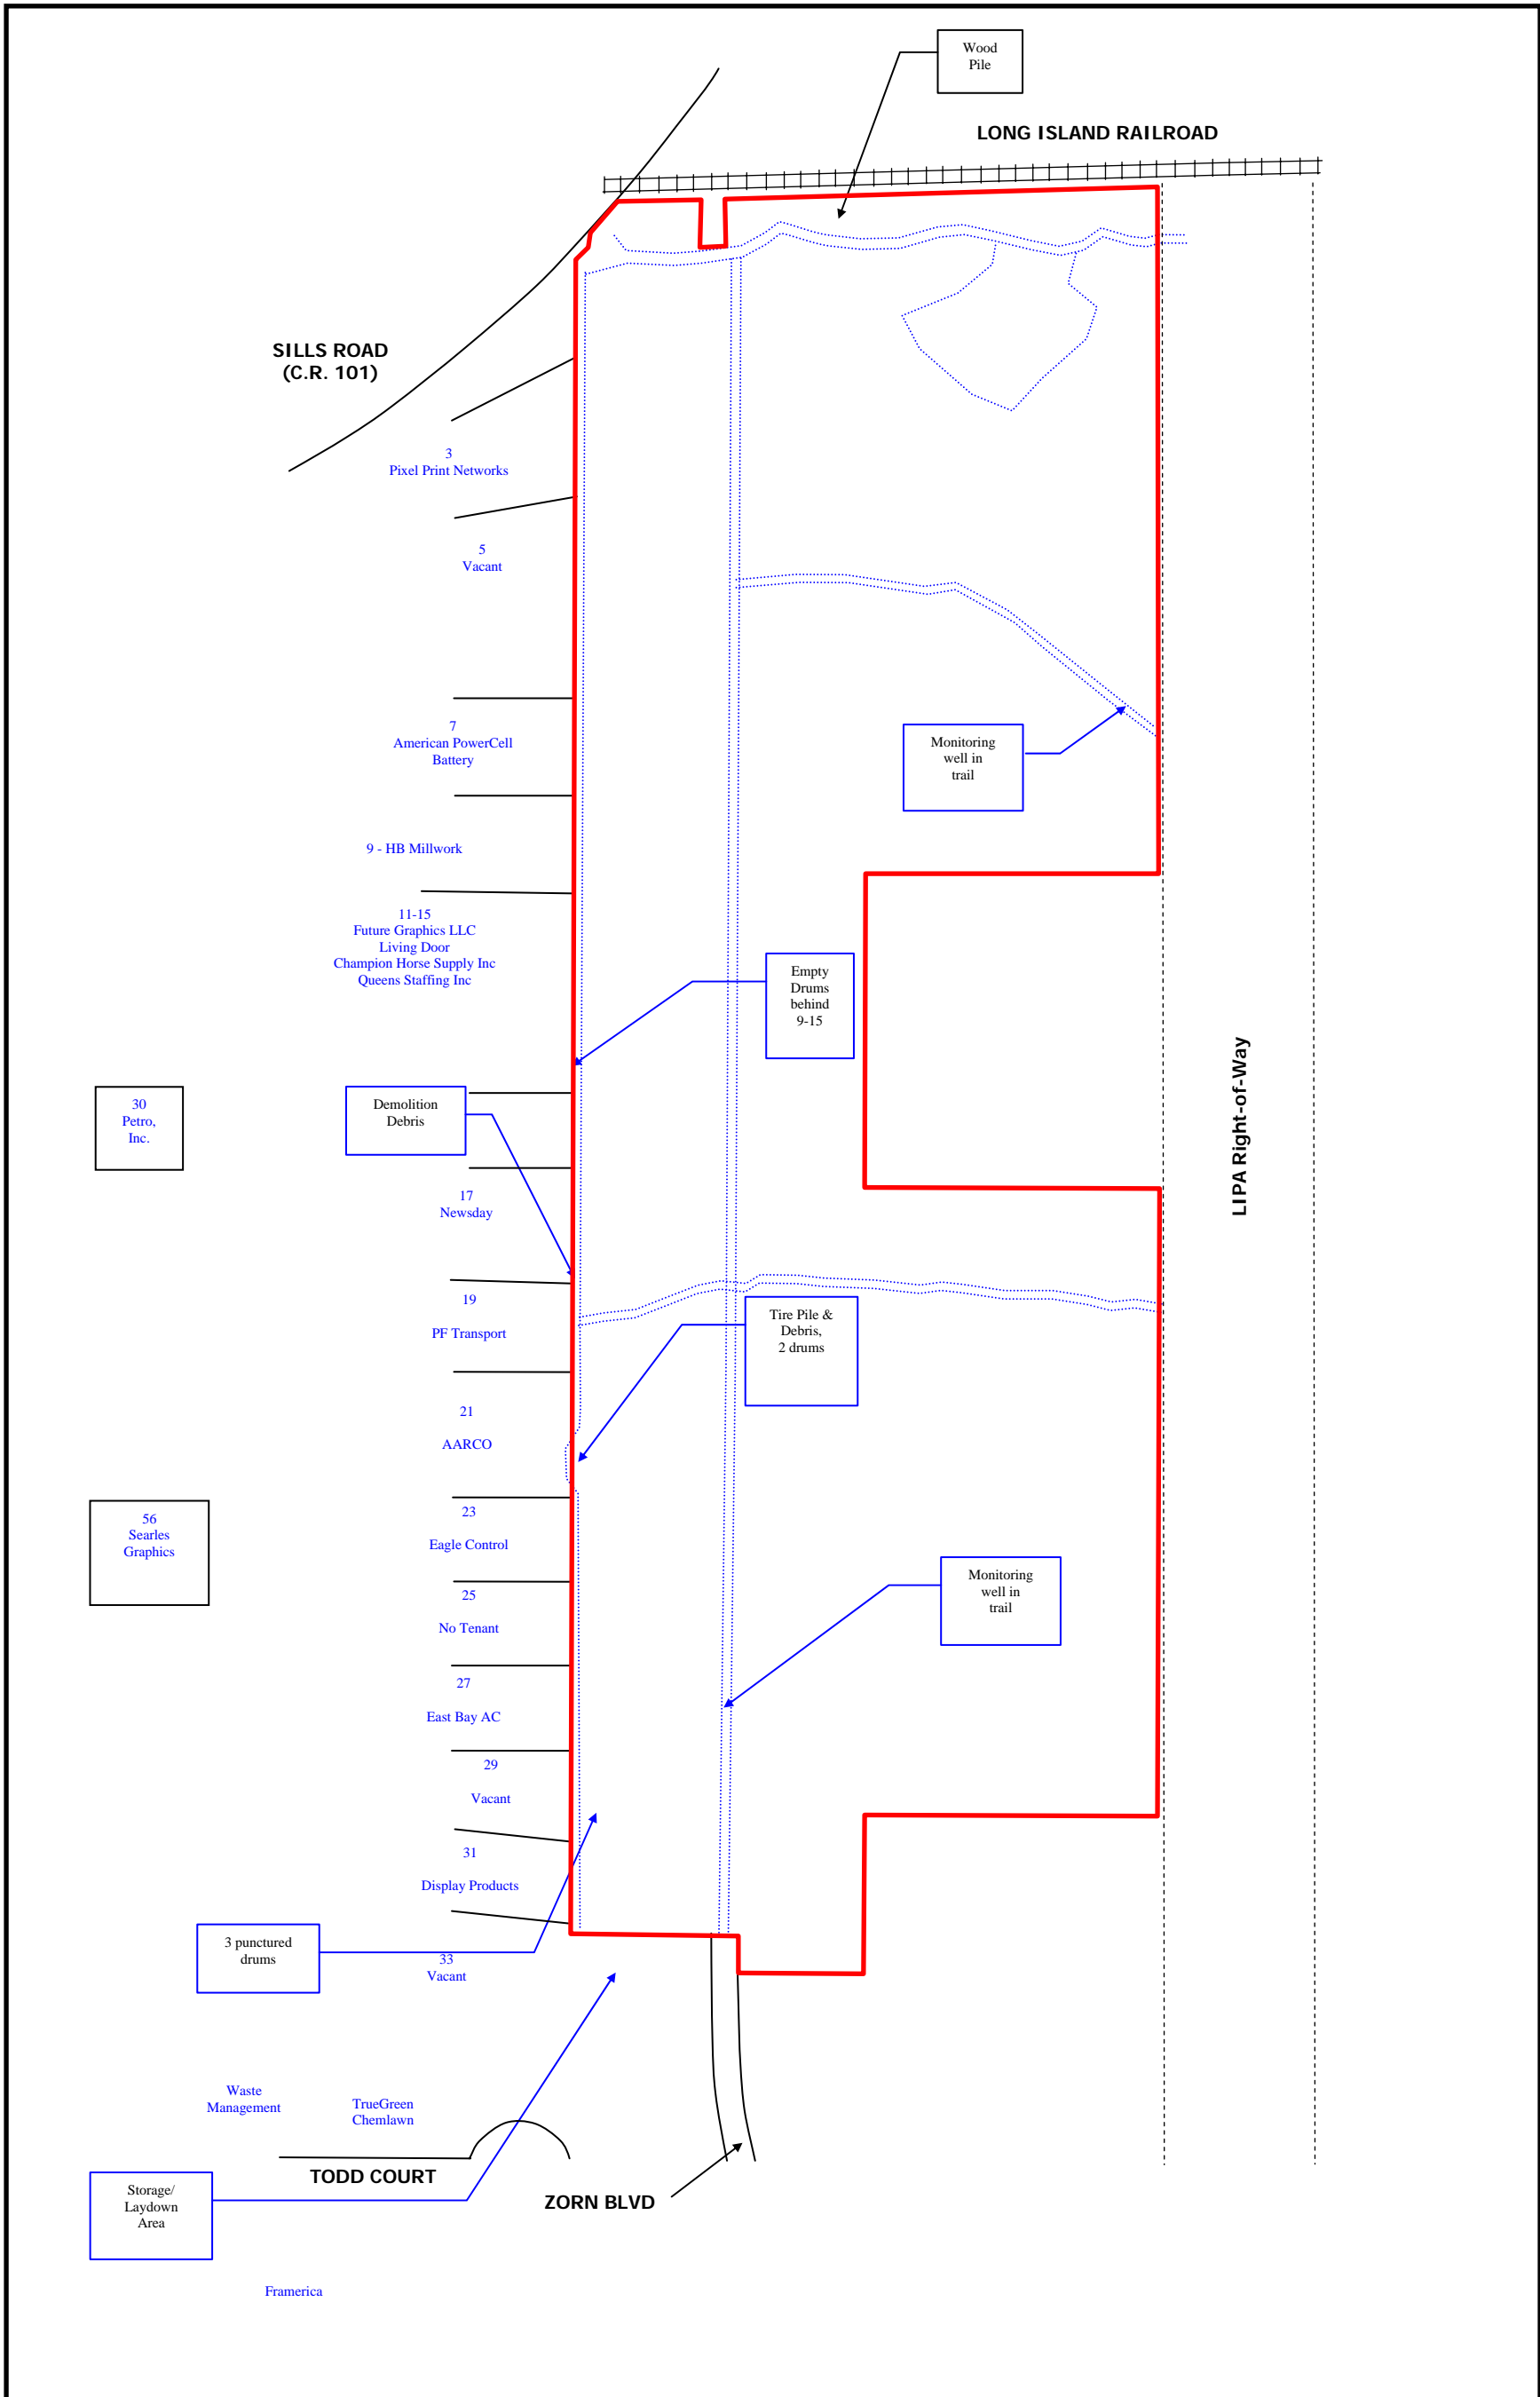 Wood
Pile
LONG ISLAND RAILROAD
SILLS ROAD
(C.R. 101)
3
Pixel Print Networks
5
Vacant
7
American PowerCell
Battery
Monitoring
well in
trail
9 - HB Millwork
11-15
Future Graphics LLC
Living Door
Champion Horse Supply Inc
Queens Staffing Inc
Empty
Drums
behind
9-15
LIPA Right-of-Way
30
Petro,
Inc.
Demolition
Debris
17
Newsday
19
PF Transport
Tire Pile &
Debris,
2 drums
21
AARCO
56
Searles
Graphics
23
Eagle Control
25
No Tenant
Monitoring
well in
trail
27
East Bay AC
29
Vacant
31
Display Products
3 punctured
drums
33
Vacant
Waste
Management
TrueGreen
Chemlawn
TODD COURT
ZORN BLVD
Storage/
Laydown
Area
Framerica